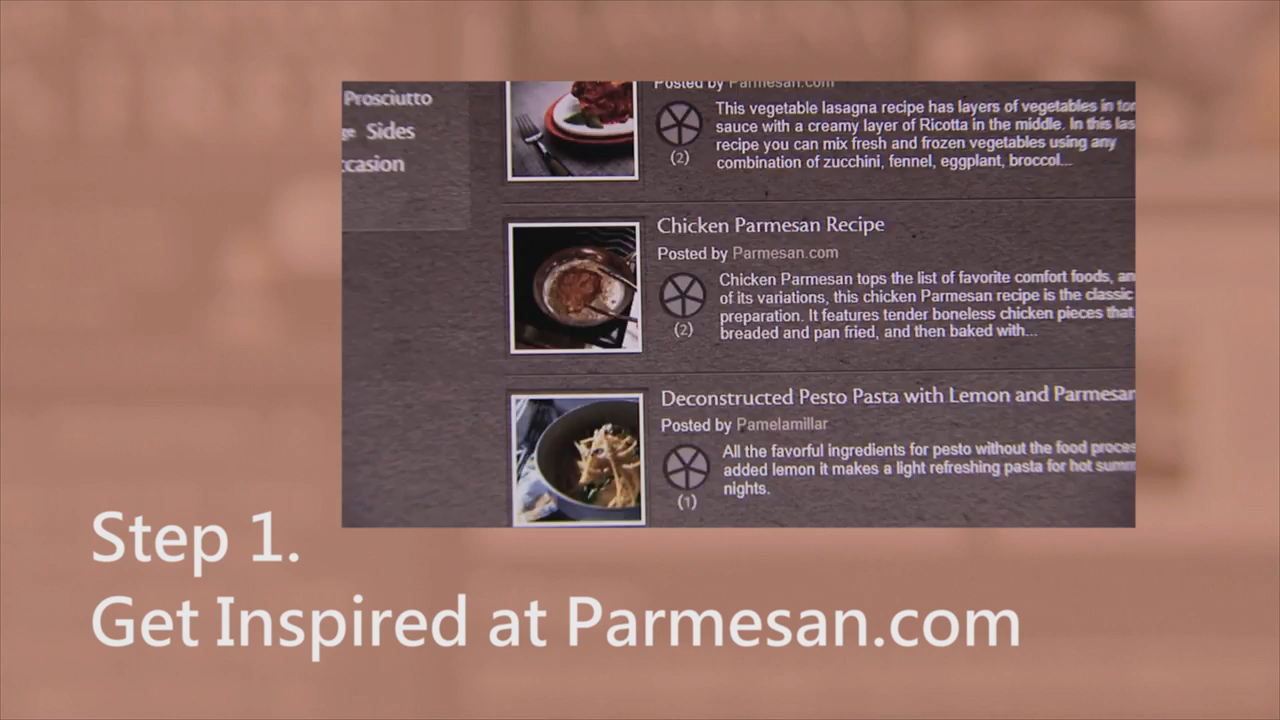 Prosciutto
Sides
Posted by Parmesan.com
This vegetable lasagna recipe has layers of vegetables in
sauce with a creamy layer of Ricotta in the middle. In this
recipe you can mix fresh and frozen vegetables using any
combination of zucchini, fennel, eggplant, broccol...
(2)
Chicken Parmesan Recipe
Posted by Parmesan.com
Chicken Parmesan tops the list of favorite comfort foods,
of its variations, this chicken Parmesan recipe is the classic
preparation. It features tender boneless chicken pieces that
breaded and pan fried, and then baked with...
(2)
Deconstructed Pesto Pasta with Lemon and Parmesan
Posted by Pamelamillar
All the favorful ingredients for pesto without the food
added lemon it makes a light refreshing pasta for hot
nights.
(1)
Step 1.
Get Inspired at Parmesan.com